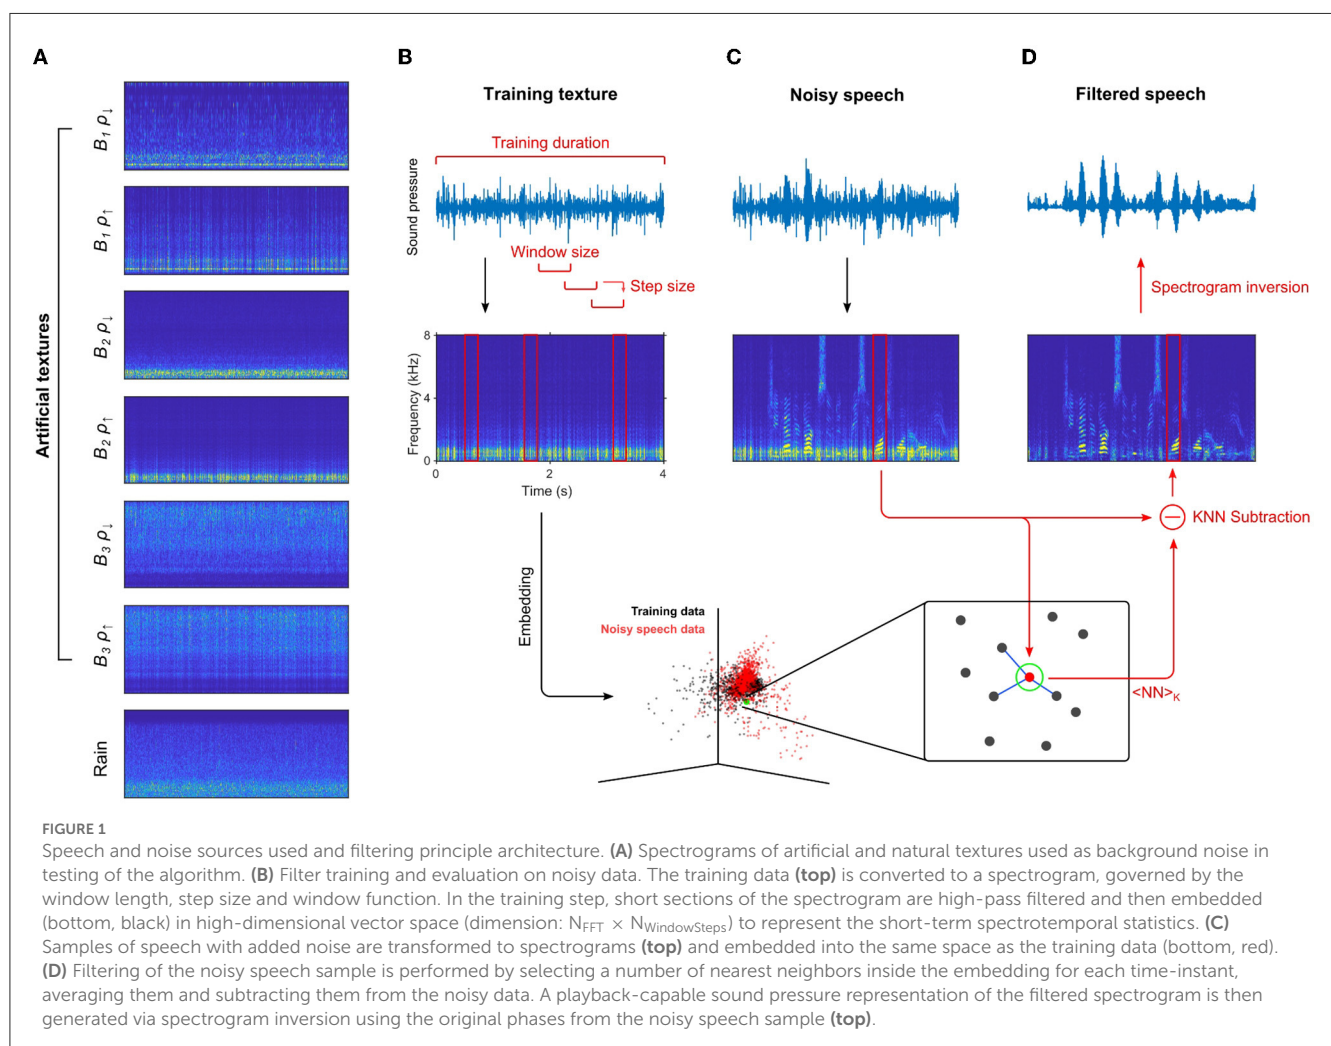 A
B
C
D
Training texture
Noisy speech
Filtered speech
Artificial textures
B₁ ρ↓
B₁ ρ↑
B₂ ρ↓
B₂ ρ↑
B₃ ρ↓
B₃ ρ↑
Rain
Training duration
Sound pressure
Window size
Step size
Spectrogram inversion
Frequency (kHz)
8
4
0
0
2
4
Time (s)
KNN Subtraction
Embedding
Training data
Noisy speech data
<NN>K
FIGURE 1
Speech and noise sources used and filtering principle architecture. (A) Spectrograms of artificial and natural textures used as background noise in
testing of the algorithm. (B) Filter training and evaluation on noisy data. The training data (top) is converted to a spectrogram, governed by the
window length, step size and window function. In the training step, short sections of the spectrogram are high-pass filtered and then embedded
(bottom, black) in high-dimensional vector space (dimension: NFFT × NWindowSteps) to represent the short-term spectrotemporal statistics. (C)
Samples of speech with added noise are transformed to spectrograms (top) and embedded into the same space as the training data (bottom, red).
(D) Filtering of the noisy speech sample is performed by selecting a number of nearest neighbors inside the embedding for each time-instant,
averaging them and subtracting them from the noisy data. A playback-capable sound pressure representation of the filtered spectrogram is then
generated via spectrogram inversion using the original phases from the noisy speech sample (top).